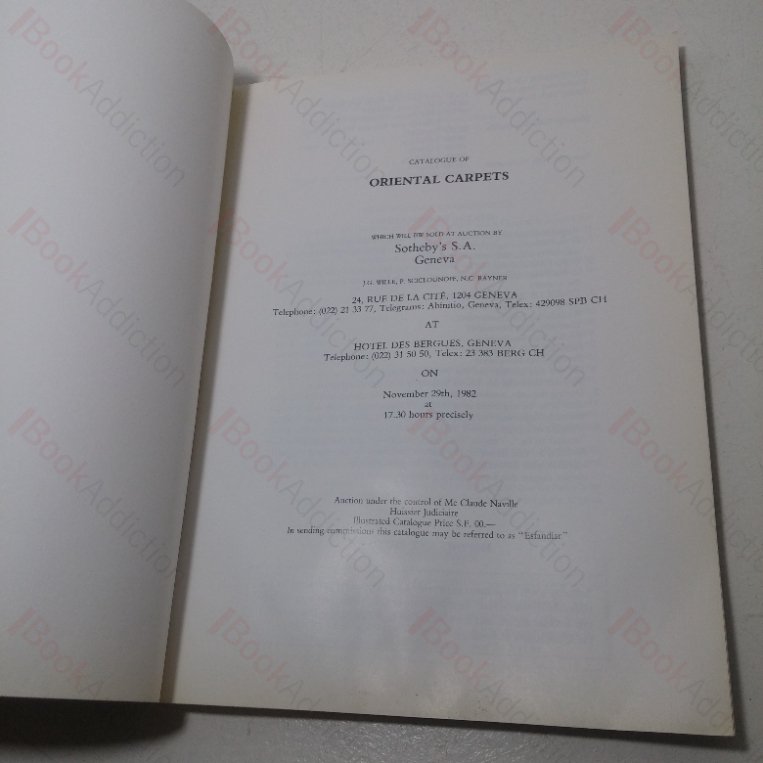 CATALOGUE OF
ORIENTAL CARPETS
WHICH WILL BE SOLD AT AUCTION BY
Sotheby's S.A.
Geneva
J.G. WILLE, P. SCICLOUNOFF, N.C. RAYNER
24, RUE DE LA CITÉ, 1204 GENEVA
Telephone: (022) 21 33 77, Telegrams: Abinitio, Geneva, Telex: 429098 SPB CH
AT
HOTEL DES BERGUES, GENEVA
Telephone: (022) 31 50 50, Telex: 23 383 BERG CH
ON
November 29th, 1982
at
17.30 hours precisely
Auction under the control of Me Claude Naville
Huissier Judiciaire
Illustrated Catalogue Price S.F. 00.—
In sending commissions this catalogue may be referred to as "Esfandiar"
BookAddiction